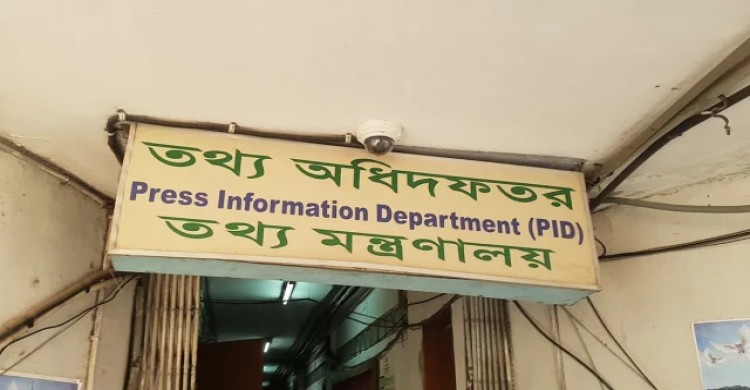 তথ্য অধিদফতর
Press Information Department (PID)
তথ্য মন্ত্রণালয়